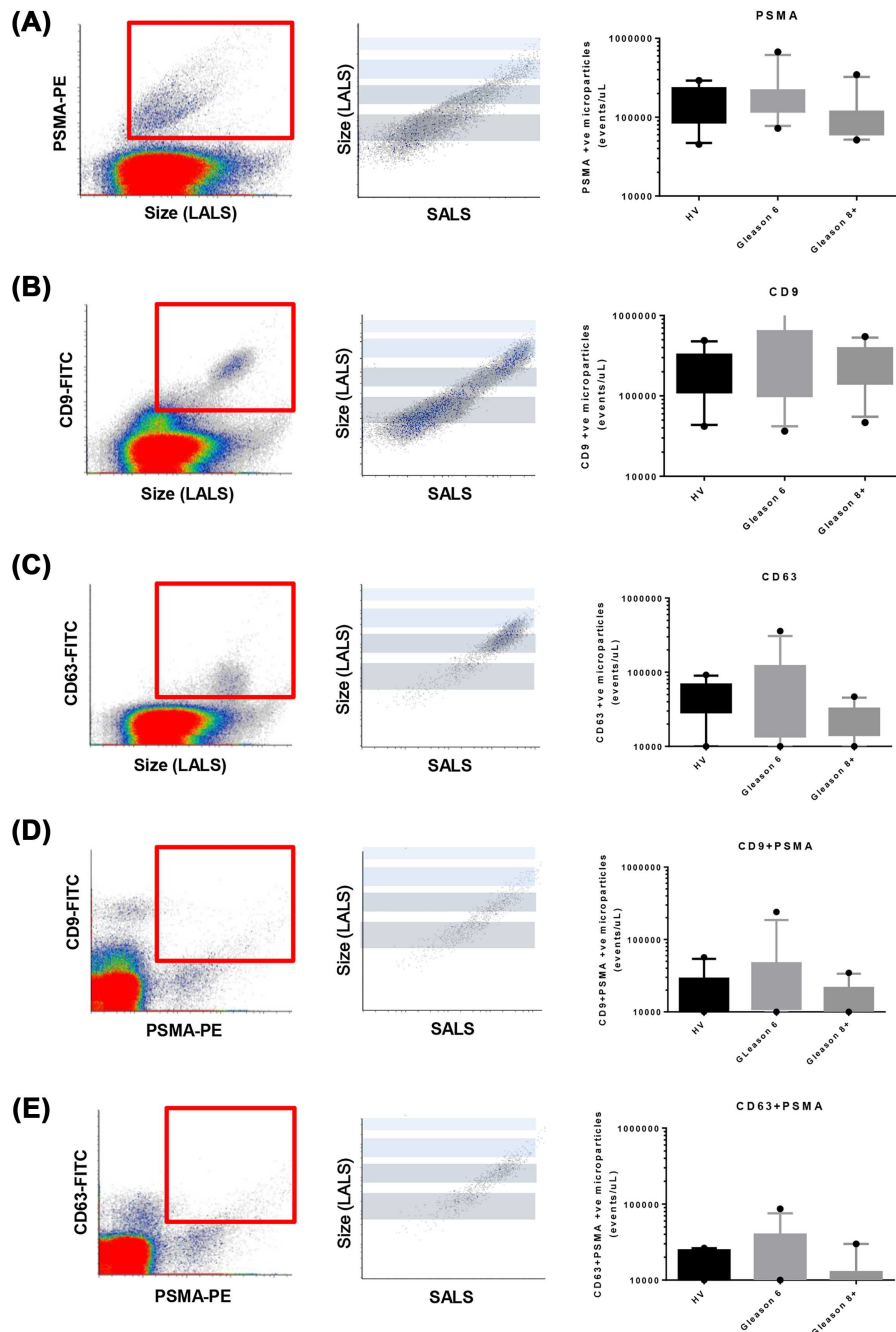 (A)
PSMA-PE
Size (LALS)
Size (LALS)
SALS
PSMA
PSMA +ve microparticles
(events/uL)
1000000
100000
10000
HV
Gleason 6
Gleason 8+
(B)
CD9-FITC
Size (LALS)
Size (LALS)
SALS
CD9
CD9 +ve microparticles
(events/uL)
1000000
100000
10000
HV
Gleason 6
Gleason 8+
(C)
CD63-FITC
Size (LALS)
Size (LALS)
SALS
CD63
CD63 +ve microparticles
(events/uL)
1000000
100000
10000
HV
Gleason 6
Gleason 8+
(D)
CD9-FITC
PSMA-PE
Size (LALS)
SALS
CD9+PSMA
CD9+PSMA +ve microparticles
(events/uL)
1000000
100000
10000
HV
GLeason 6
Gleason 8+
(E)
CD63-FITC
PSMA-PE
Size (LALS)
SALS
CD63+PSMA
CD63+PSMA +ve microparticles
(events/uL)
1000000
100000
10000
HV
Gleason 6
Gleason 8+